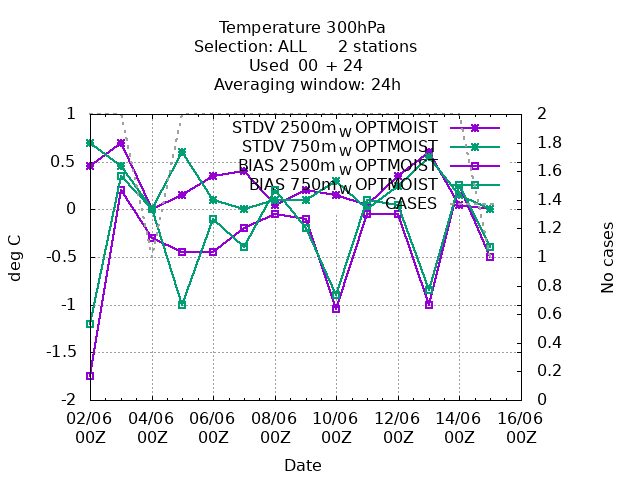 Temperature 300hPa
Selection: ALL 2 stations
Used 00 + 24
Averaging window: 24h
STDV 2500m_W OPTMOIST
STDV 750m_W OPTMOIST
BIAS 2500m_W OPTMOIST
BIAS 750m_W OPTMOIST
CASES
1
0.5
0
-0.5
-1
-1.5
-2
deg C
2
1.8
1.6
1.4
1.2
1
0.8
0.6
0.4
0.2
0
No cases
02/06 04/06 06/06 08/06 10/06 12/06 14/06 16/06
00Z 00Z 00Z 00Z 00Z 00Z 00Z 00Z
Date